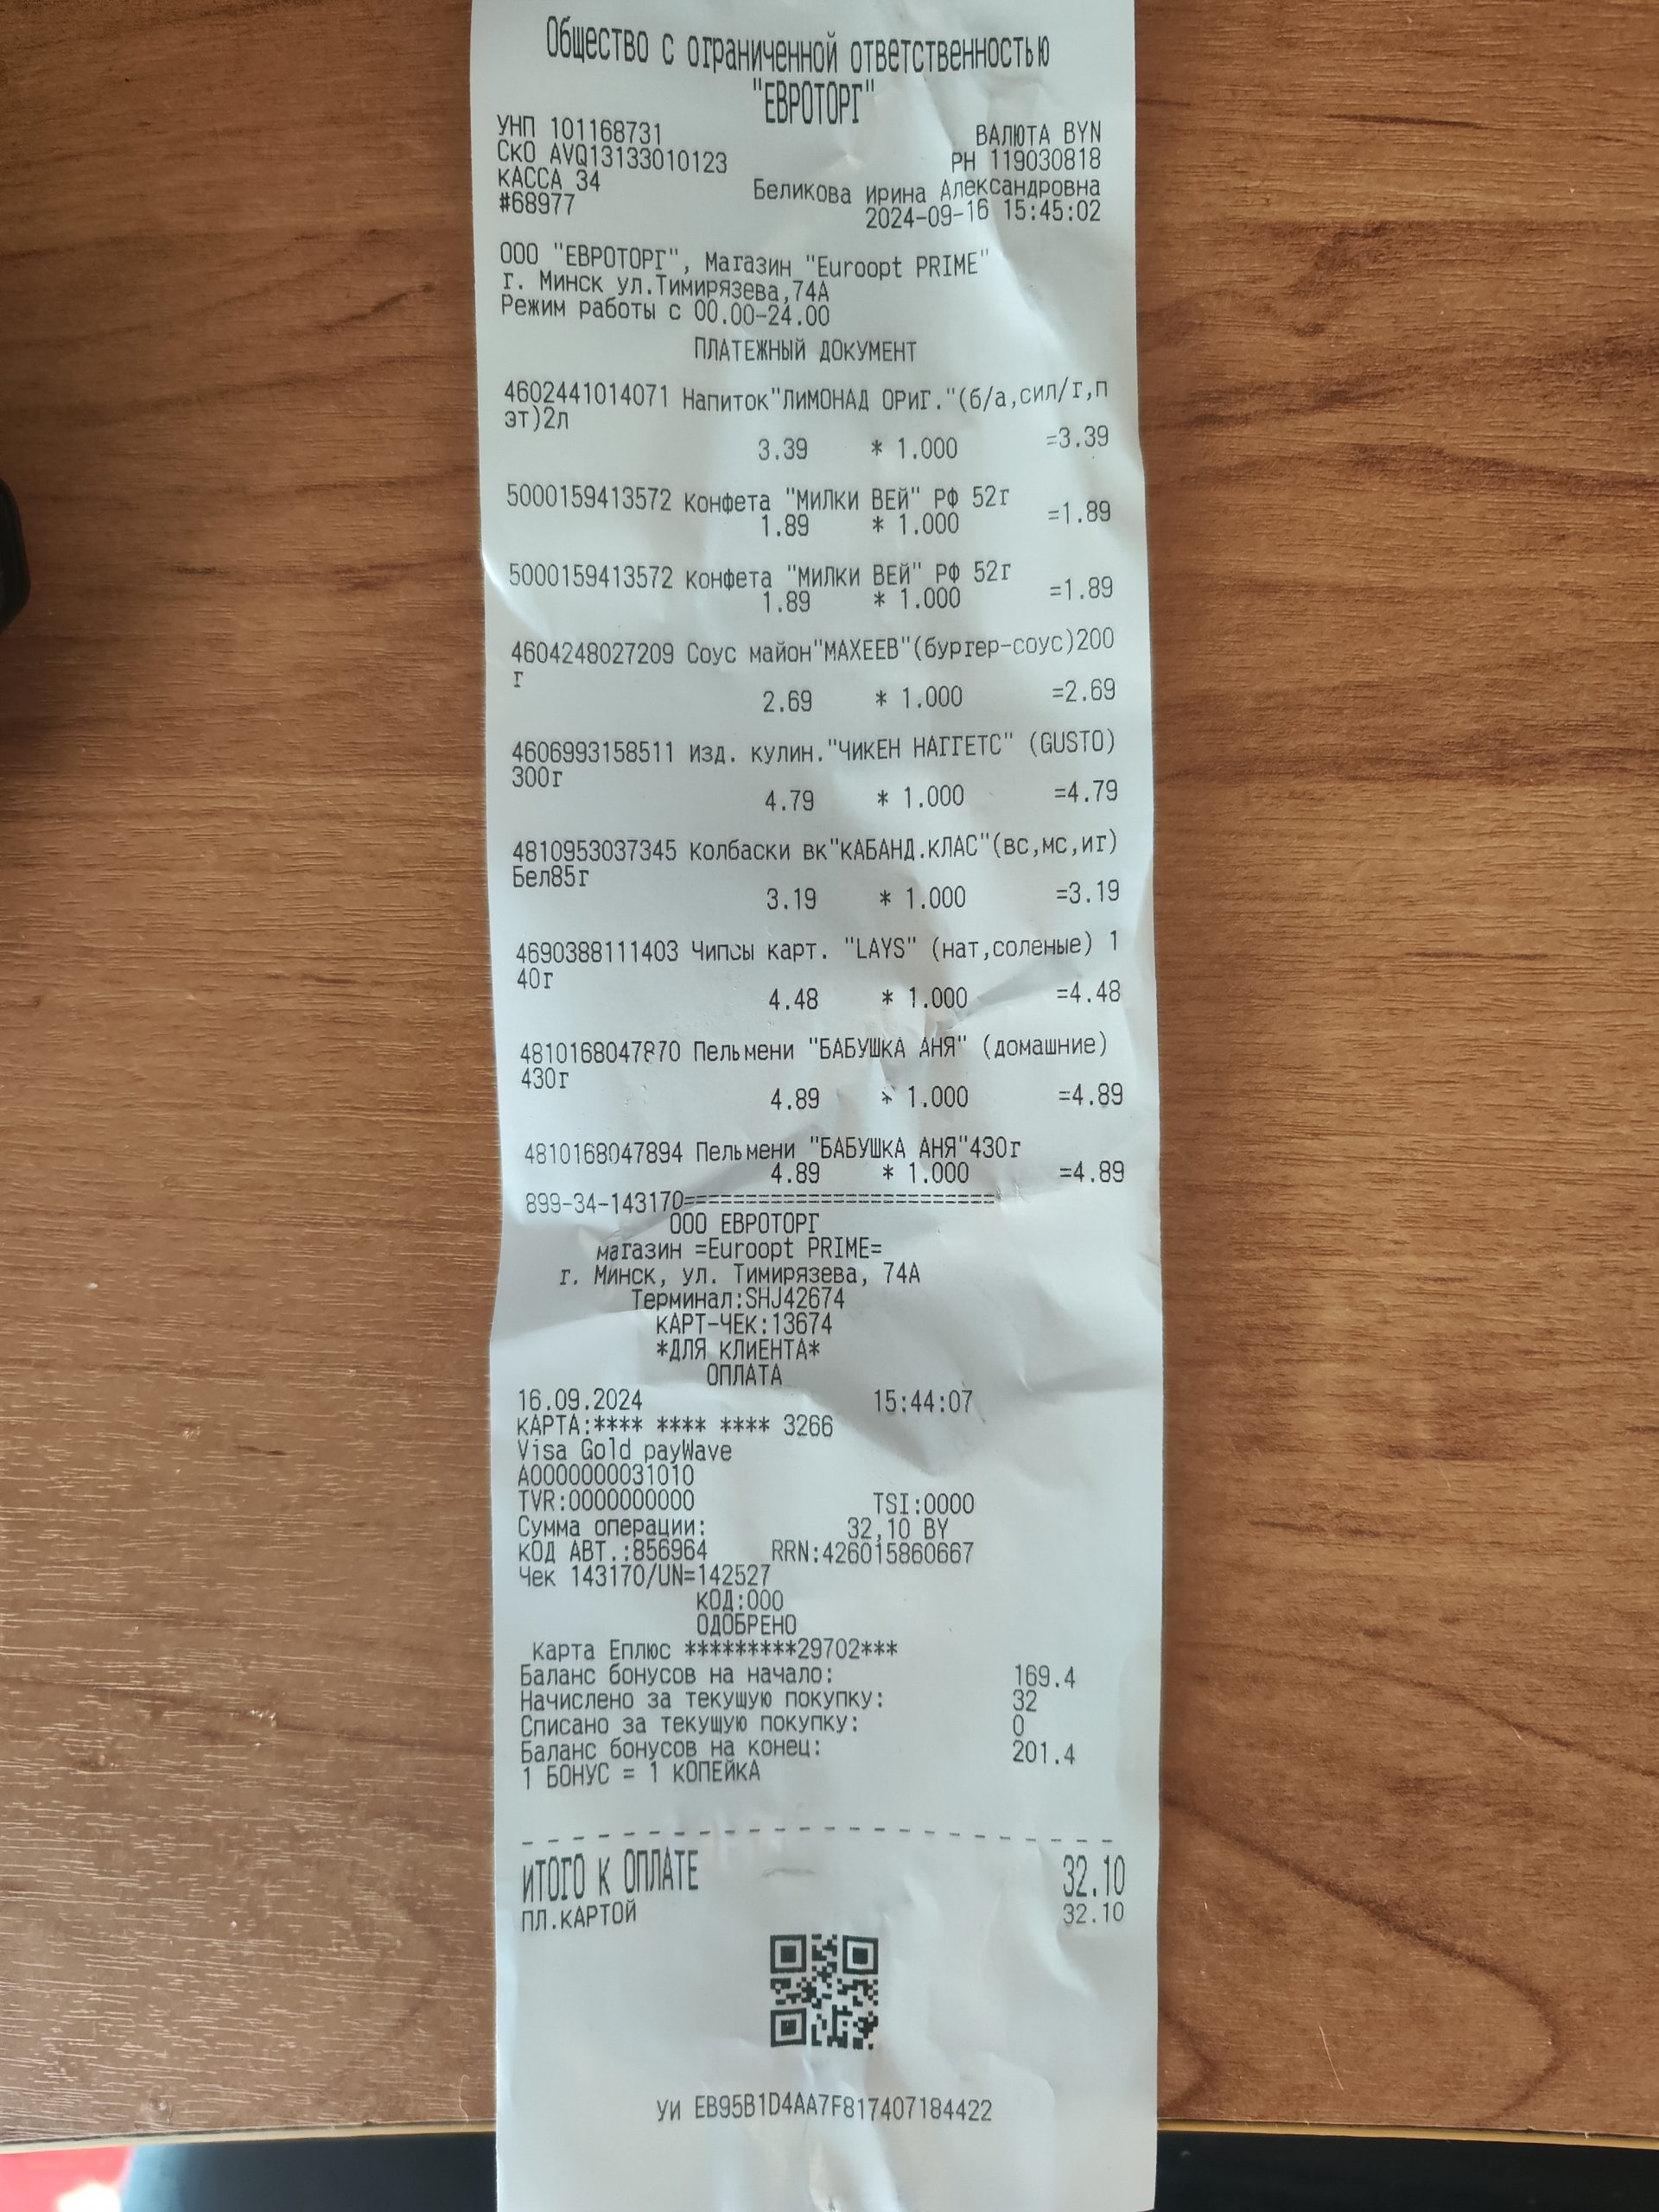 Общество с ограниченной ответственностью
"ЕВРОТОРГ"
УНП 101168731 ВАЛЮТА BYN
СКО AVQ13133010123 РН 119030818
КАССА 34 Беликова Ирина Александровна
#68977 2024-09-16 15:45:02
ООО "ЕВРОТОРГ", Магазин "Euroopt PRIME"
г. Минск ул.Тимирязева,74А
Режим работы с 00.00-24.00
ПЛАТЕЖНЫЙ ДОКУМЕНТ
4602441014071 Напиток"ЛИМОНАД ОРИГ."(б/а,сил/г,п
эт)2л
3.39 * 1.000 =3.39
5000159413572 Конфета "МИЛКИ ВЕЙ" РФ 52г
1.89 * 1.000 =1.89
5000159413572 Конфета "МИЛКИ ВЕЙ" РФ 52г
1.89 * 1.000 =1.89
4604248027209 Соус майон"МАХЕЕВ"(бургер-соус)200
г
2.69 * 1.000 =2.69
4606993158511 Изд. кулин."ЧИКЕН НАГГЕТС" (GUSTO)
300г
4.79 * 1.000 =4.79
4810953037345 Колбаски вк"КАБАНД.КЛАС"(вс,мс,иг)
Бел85г
3.19 * 1.000 =3.19
4690388111403 Чипсы карт. "LAYS" (нат,соленые) 1
40г
4.48 * 1.000 =4.48
4810168047870 Пельмени "БАБУШКА АНЯ" (домашние)
430г
4.89 * 1.000 =4.89
4810168047894 Пельмени "БАБУШКА АНЯ"430г
4.89 * 1.000 =4.89
899-34-143170=========================
ООО ЕВРОТОРГ
магазин =Euroopt PRIME=
г. Минск, ул. Тимирязева, 74А
Терминал:SHJ42674
КАРТ-ЧЕК:13674
*ДЛЯ КЛИЕНТА*
ОПЛАТА
16.09.2024 15:44:07
КАРТА:**** **** **** 3266
Visa Gold payWave
A0000000031010
TVR:0000000000 TSI:0000
Сумма операции: 32,10 BY
КОД АВТ.:856964 RRN:426015860667
Чек 143170/UN=142527
КОД:000
ОДОБРЕНО
Карта Еплюс *********29702***
Баланс бонусов на начало: 169.4
Начислено за текущую покупку: 32
Списано за текущую покупку: 0
Баланс бонусов на конец: 201.4
1 БОНУС = 1 КОПЕЙКА
ИТОГО К ОПЛАТЕ 32.10
ПЛ.КАРТОЙ 32.10
УИ EB95B1D4AA7F817407184422